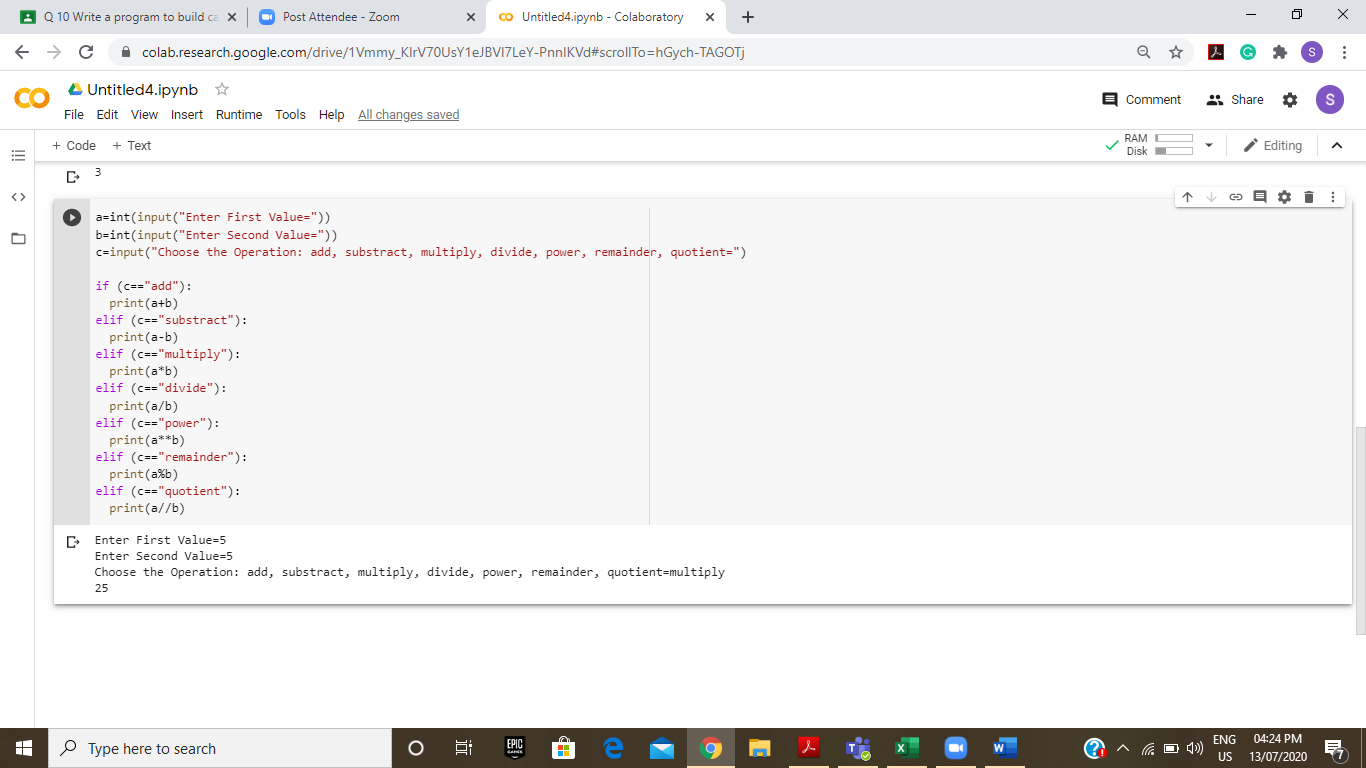 Q 10 Write a program to build ca
Post Attendee - Zoom
Untitled4.ipynb - Colaboratory
colab.research.google.com/drive/1Vmmy_KlrV70UsY1eJBVl7LeY-PnnIKVd#scrollTo=hGych-TAGOTj
S
Untitled4.ipynb
File Edit View Insert Runtime Tools Help All changes saved
Comment Share
S
+ Code + Text
RAM
Disk
Editing
3
a=int(input("Enter First Value="))
b=int(input("Enter Second Value="))
c=input("Choose the Operation: add, substract, multiply, divide, power, remainder, quotient=")
if (c=="add"):
  print(a+b)
elif (c=="substract"):
  print(a-b)
elif (c=="multiply"):
  print(a*b)
elif (c=="divide"):
  print(a/b)
elif (c=="power"):
  print(a**b)
elif (c=="remainder"):
  print(a%b)
elif (c=="quotient"):
  print(a//b)
Enter First Value=5
Enter Second Value=5
Choose the Operation: add, substract, multiply, divide, power, remainder, quotient=multiply
25
Type here to search
EPIC
GAMES
ENG
US
04:24 PM
13/07/2020
7